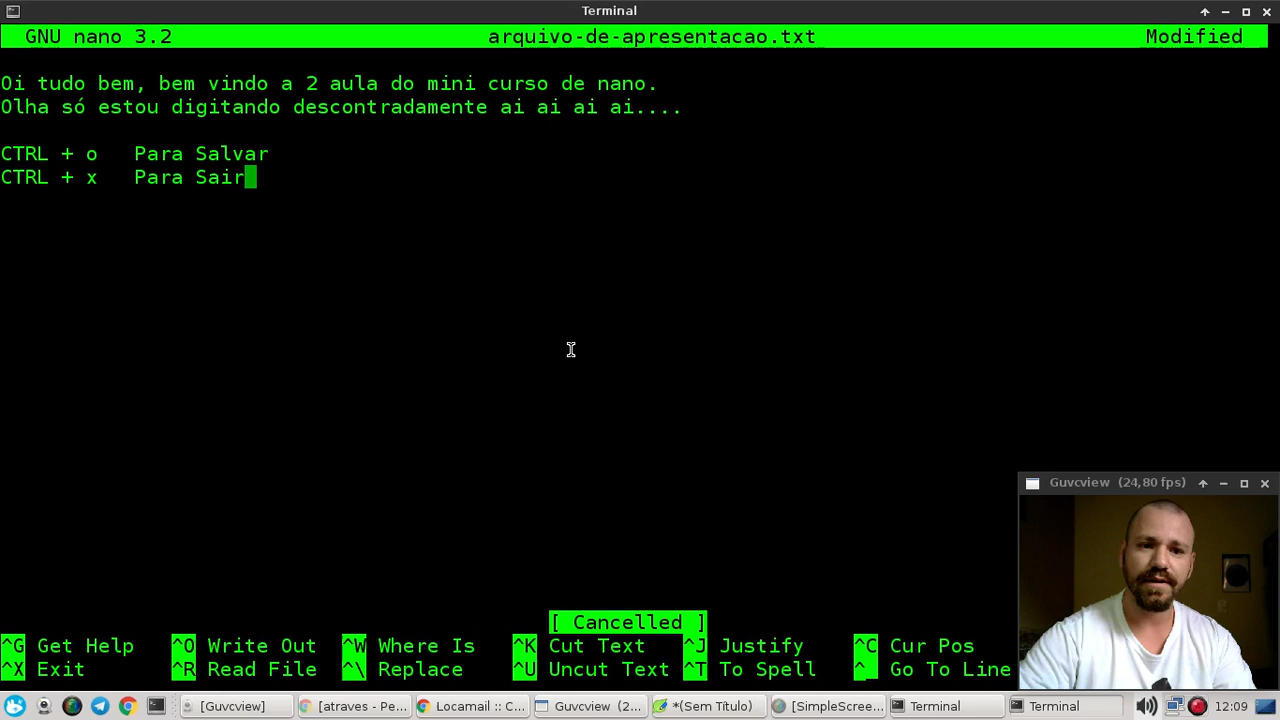 Terminal
GNU nano 3.2 arquivo-de-apresentacao.txt Modified
Oi tudo bem, bem vindo a 2 aula do mini curso de nano.
Olha só estou digitando descontradamente ai ai ai ai....
CTRL + o Para Salvar
CTRL + x Para Sair
Guvcview (24,80 fps)
[ Cancelled ]
^G Get Help ^O Write Out ^W Where Is ^K Cut Text ^J Justify ^C Cur Pos
^X Exit ^R Read File ^\ Replace ^U Uncut Text ^T To Spell ^_ Go To Line
[Guvcview] [atraves - Pe... Logo :: C... Guvcview (2... *(Sem Título) [SimpleScree... Terminal Terminal 12:09